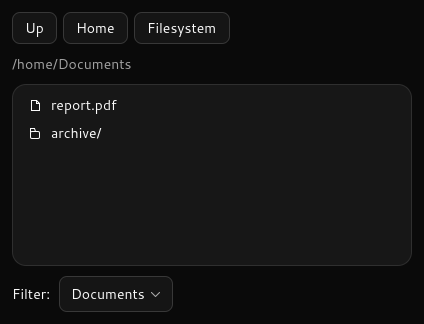 Up Home Filesystem
/home/Documents
report.pdf
archive/
Filter: Documents